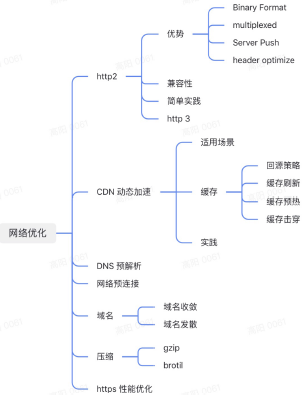 网络优化
http2
优势
Binary Format
multiplexed
Server Push
header optimize
兼容性
简单实践
http 3
CDN 动态加速
适用场景
缓存
回源策略
缓存刷新
缓存预热
缓存击穿
实践
DNS 预解析
网络预连接
域名
域名收敛
域名发散
压缩
gzip
brotil
https 性能优化